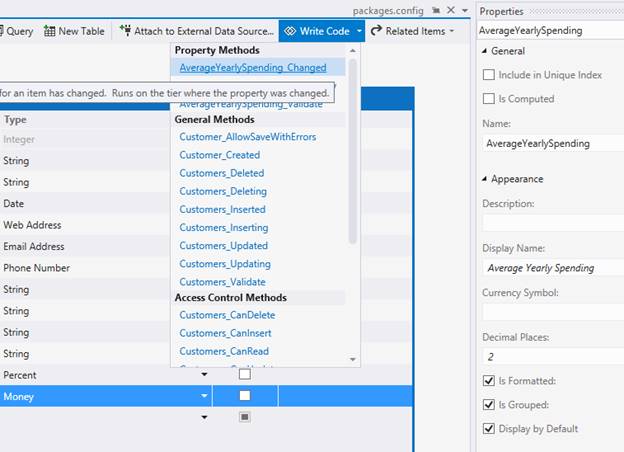 packages.config
Query
New Table
Attach to External Data Source...
Write Code
Related Items
Property Methods
AverageYearlySpending_Changed
for an item has changed.  Runs on the tier where the property was changed.
AverageYearlySpending_Validate
General Methods
Customer_AllowSaveWithErrors
Customer_Created
Customers_Deleted
Customers_Deleting
Customers_Inserted
Customers_Inserting
Customers_Updated
Customers_Updating
Customers_Validate
Access Control Methods
Customers_CanDelete
Customers_CanInsert
Customers_CanRead
Type
Integer
String
String
Date
Web Address
Email Address
Phone Number
String
String
String
String
Percent
Money
Properties
AverageYearlySpending
General
Include in Unique Index
Is Computed
Name:
AverageYearlySpending
Appearance
Description:
Display Name:
Average Yearly Spending
Currency Symbol:
Decimal Places:
2
Is Formatted:
Is Grouped:
Display by Default